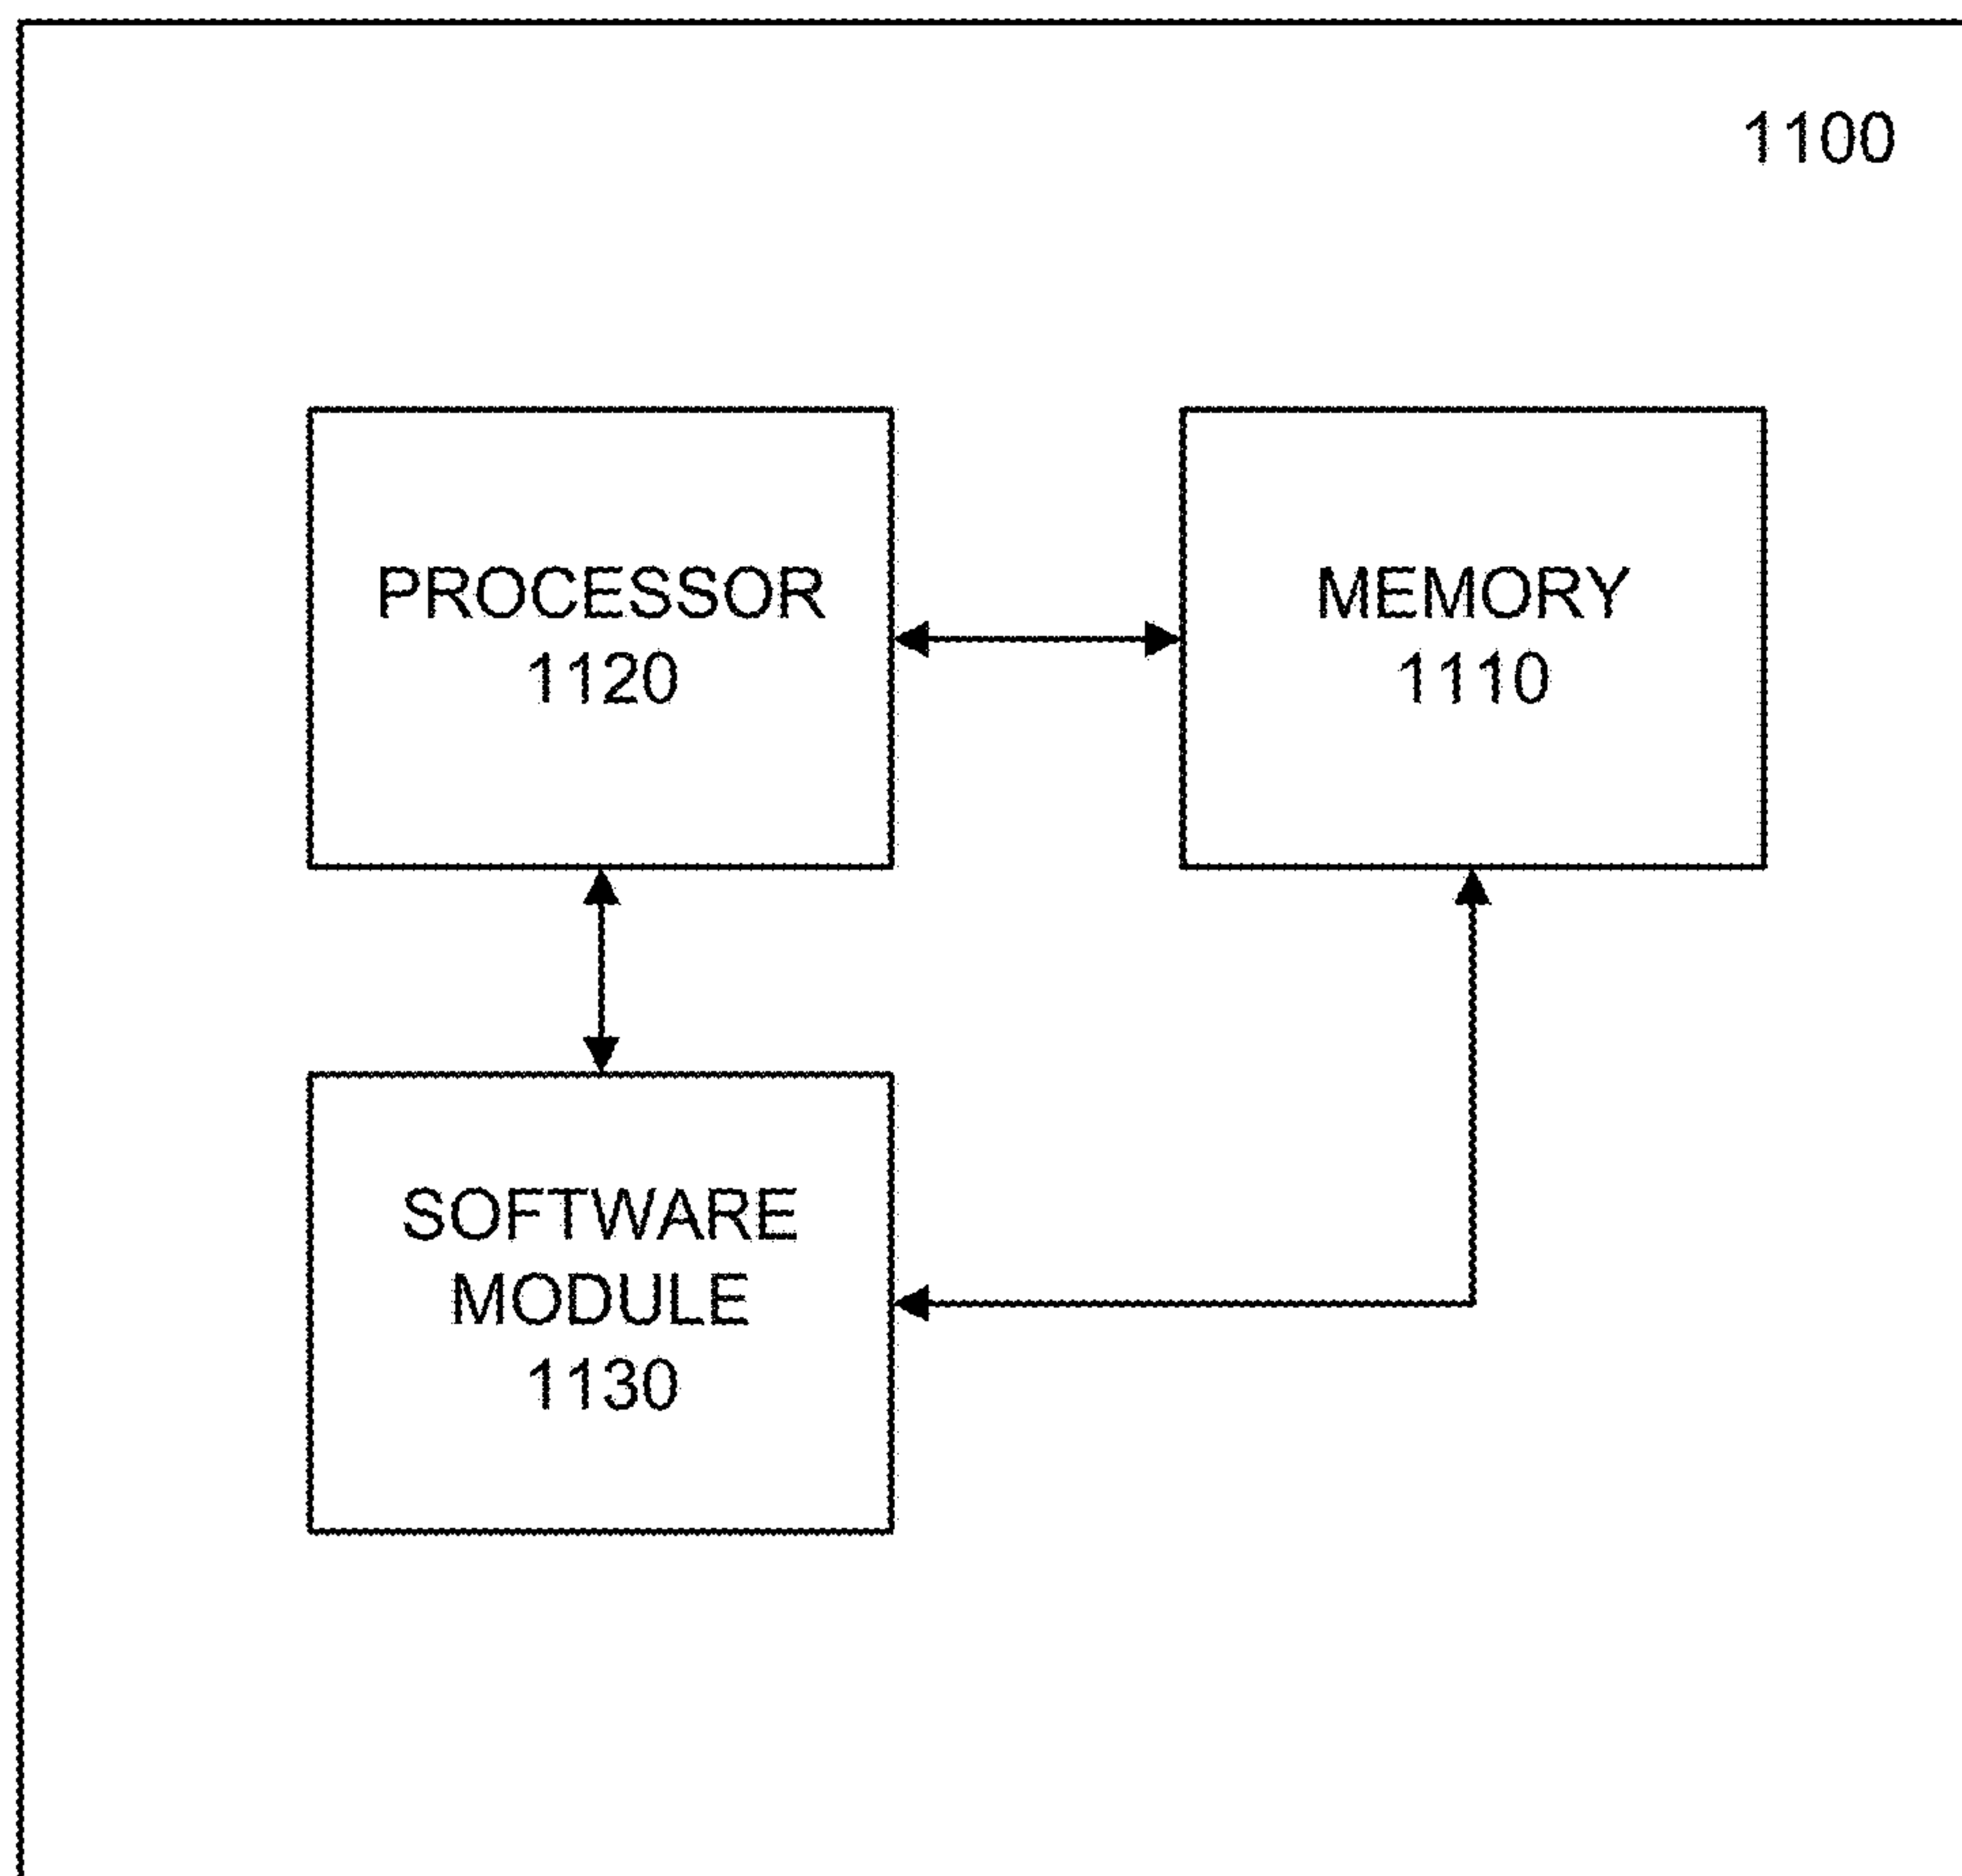 1100
PROCESSOR
1120
MEMORY
1110
SOFTWARE
MODULE
1130